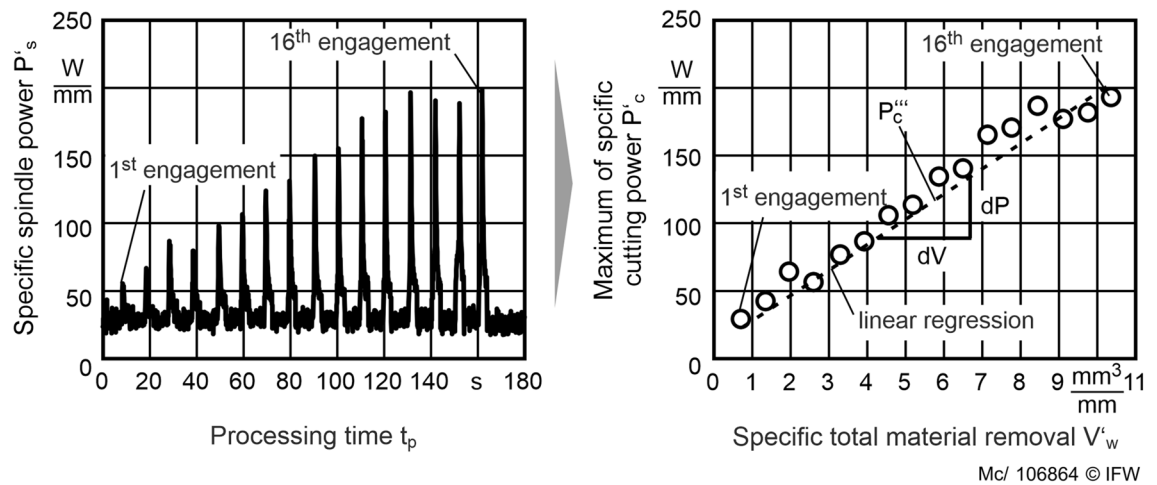 Specific spindle power P‘s
250
W
mm
150
100
50
0
16th engagement
1st engagement
0 20 40 60 80 100 120 140 s 180
Processing time tp
Maximum of spcific
cutting power P‘c
250
W
mm
150
100
50
0
16th engagement
Pc‘‘‘
1st engagement
dP
dV
linear regression
0 1 2 3 4 5 6 7 8 9 mm3 11
mm
Specific total material removal V‘w
Mc/ 106864 © IFW